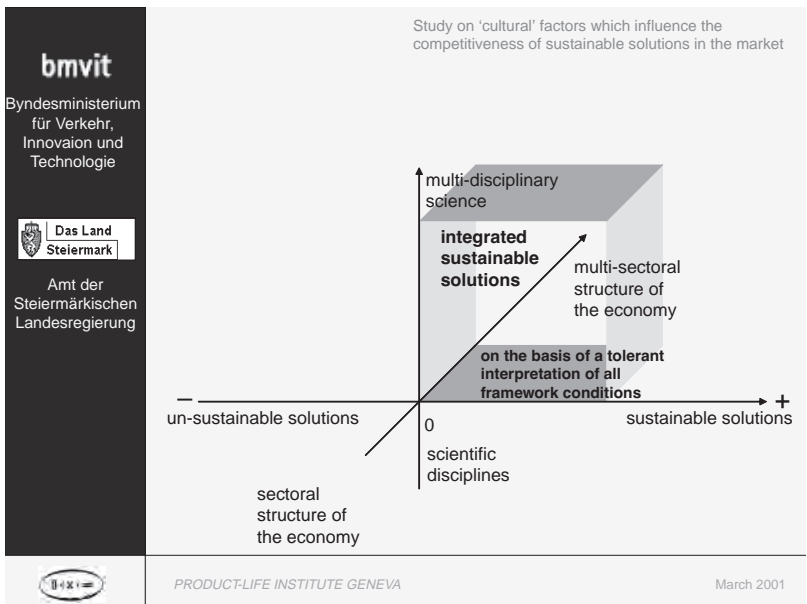 Study on ‘cultural’ factors which influence the
competitiveness of sustainable solutions in the market
bmvit
Byndesministerium
für Verkehr,
Innovaion und
Technologie
Das Land
Steiermark
Amt der
Steiermärkischen
Landesregierung
multi-disciplinary
science
integrated
sustainable
solutions
multi-sectoral
structure of
the economy
on the basis of a tolerant
interpretation of all
framework conditions
–
+
un-sustainable solutions
0
sustainable solutions
scientific
disciplines
sectoral
structure of
the economy
PRODUCT-LIFE INSTITUTE GENEVA
March 2001